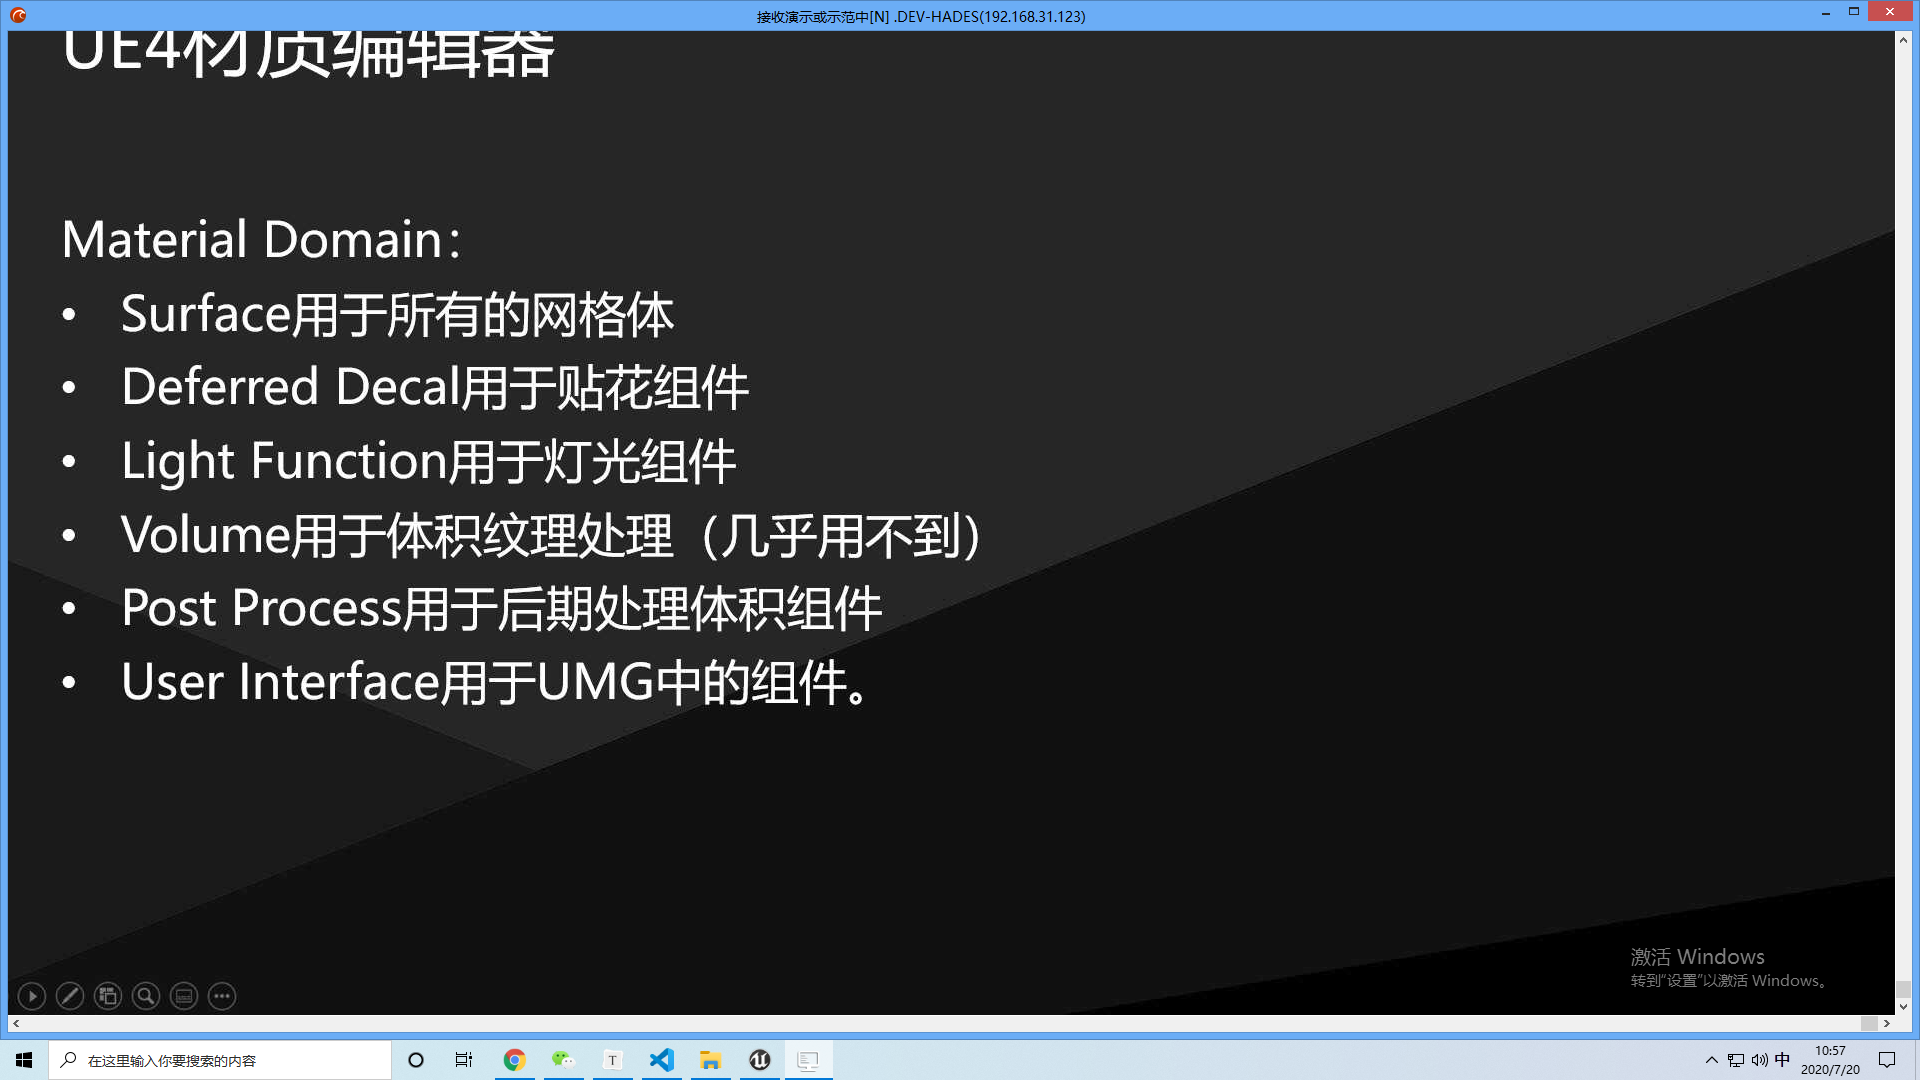 接收演示或示范中[N] .DEV-HADES(192.168.31.123)
UE4材质编辑器
Material Domain：
• Surface用于所有的网格体
• Deferred Decal用于贴花组件
• Light Function用于灯光组件
• Volume用于体积纹理处理（几乎用不到）
• Post Process用于后期处理体积组件
• User Interface用于UMG中的组件。
激活 Windows
转到“设置”以激活 Windows。
在这里输入你要搜索的内容
T
中
10:57
2020/7/20